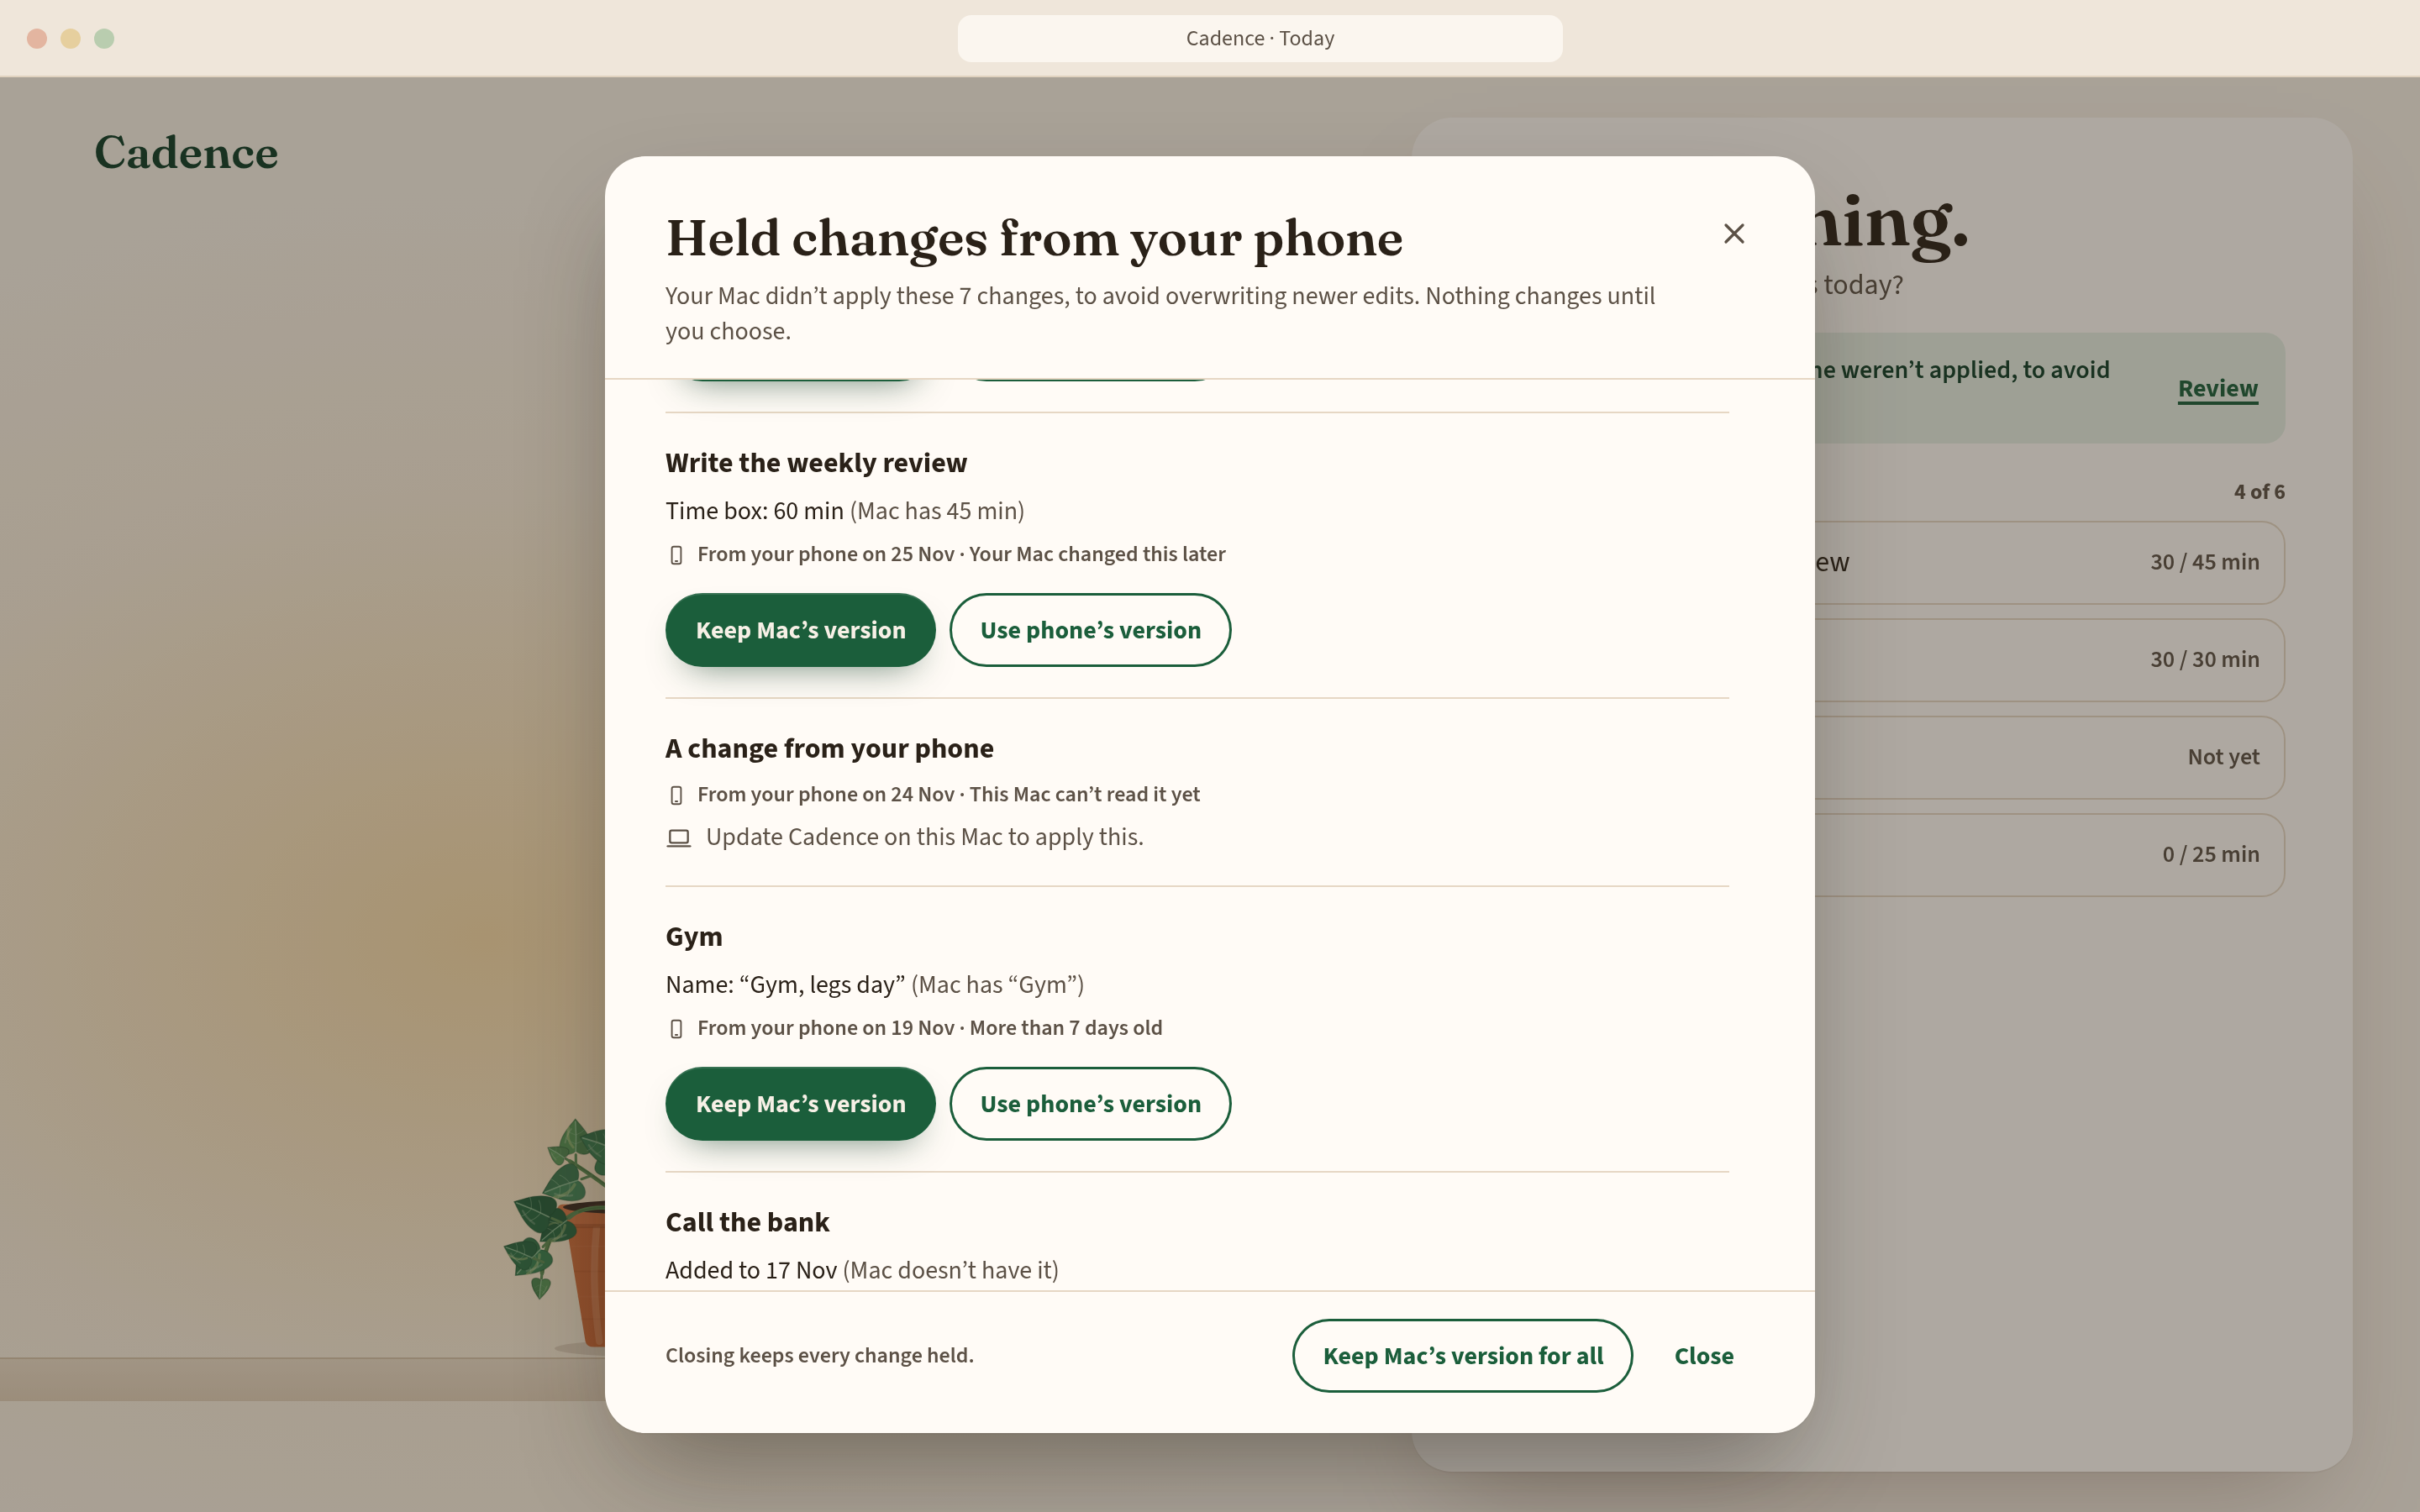 Cadence · Today
Cadence
Held changes from your phone
Your Mac didn’t apply these 7 changes, to avoid overwriting newer edits. Nothing changes until
you choose.
Write the weekly review
Time box: 60 min (Mac has 45 min)
From your phone on 25 Nov · Your Mac changed this later
Keep Mac’s version
Use phone’s version
A change from your phone
From your phone on 24 Nov · This Mac can’t read it yet
Update Cadence on this Mac to apply this.
Gym
Name: “Gym, legs day” (Mac has “Gym”)
From your phone on 19 Nov · More than 7 days old
Keep Mac’s version
Use phone’s version
Call the bank
Added to 17 Nov (Mac doesn’t have it)
Closing keeps every change held.
Keep Mac’s version for all
Close
today?
weren’t applied, to avoid
Review
4 of 6
30 / 45 min
30 / 30 min
Not yet
0 / 25 min